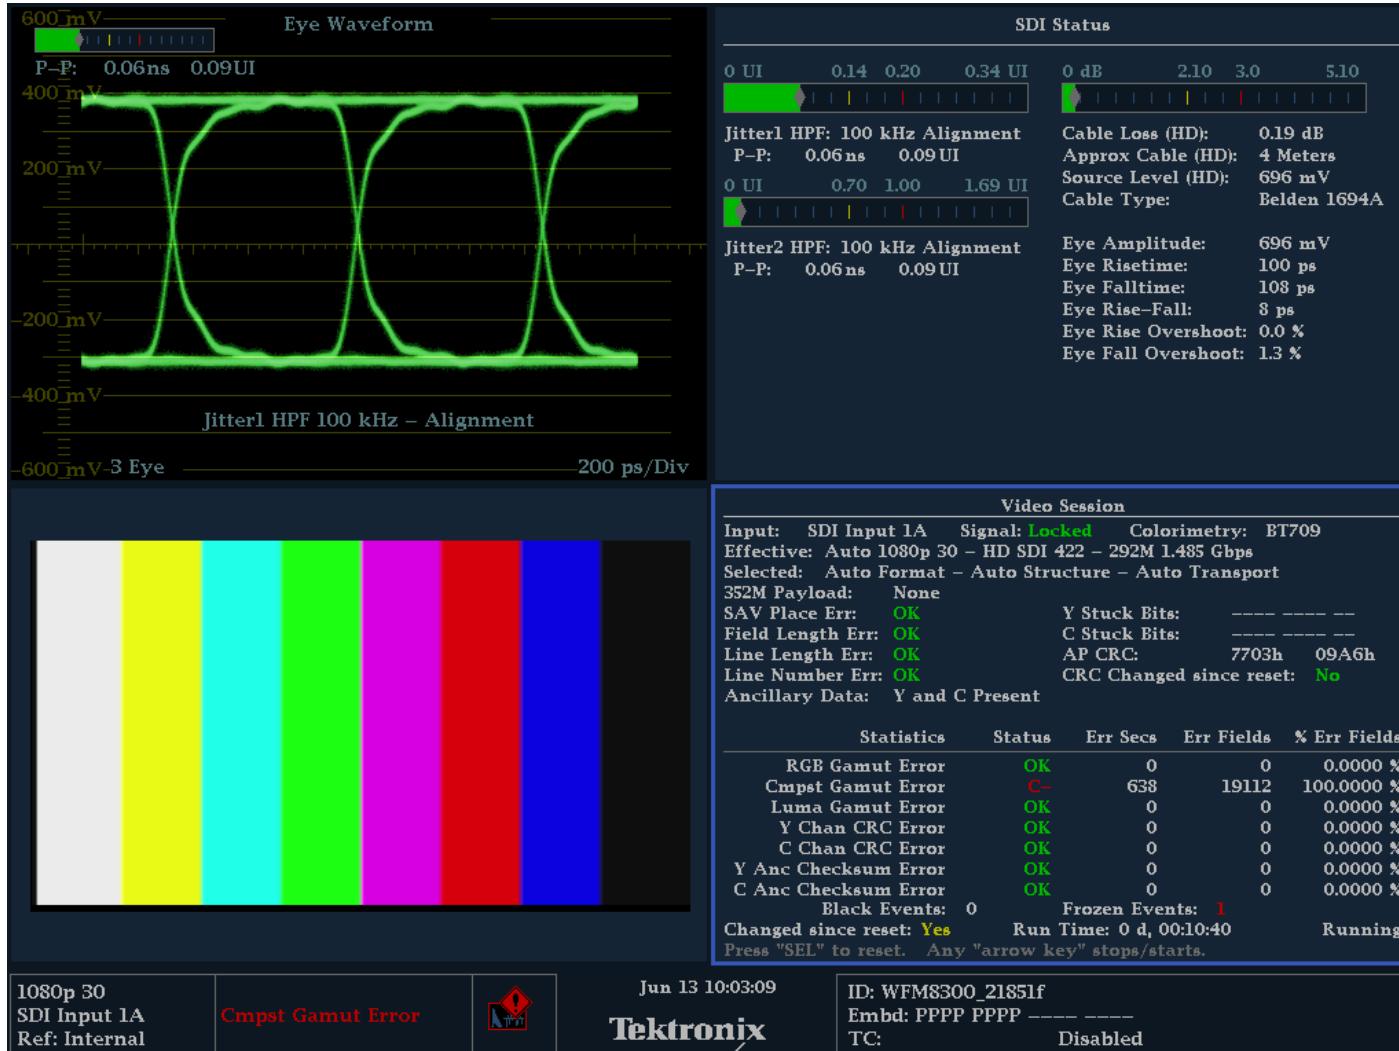 Eye Waveform
600 mV
P-P: 0.06ns 0.09UI
400 mV
200 mV
-200 mV
-400 mV
Jitter1 HPF 100 kHz - Alignment
-600 mV 3 Eye 200 ps/Div
SDI Status
0 UI 0.14 0.20 0.34 UI
Jitter1 HPF: 100 kHz Alignment
P-P: 0.06ns 0.09UI
0 UI 0.70 1.00 1.69 UI
Jitter2 HPF: 100 kHz Alignment
P-P: 0.06ns 0.09UI
0 dB 2.10 3.0 5.10
Cable Loss (HD): 0.19 dB
Approx Cable (HD): 4 Meters
Source Level (HD): 696 mV
Cable Type: Belden 1694A
Eye Amplitude: 696 mV
Eye Risetime: 100 ps
Eye Falltime: 108 ps
Eye Rise-Fall: 8 ps
Eye Rise Overshoot: 0.0 %
Eye Fall Overshoot: 1.3 %
Video Session
Input: SDI Input 1A Signal: Locked Colorimetry: BT709
Effective: Auto 1080p 30 - HD SDI 422 - 292M 1.485 Gbps
Selected: Auto Format - Auto Structure - Auto Transport
352M Payload: None
SAV Place Err: OK Y Stuck Bits: ---- ---- --
Field Length Err: OK C Stuck Bits: ---- ---- --
Line Length Err: OK AP CRC: 7703h 09A6h
Line Number Err: OK CRC Changed since reset: No
Ancillary Data: Y and C Present
Statistics Status Err Secs Err Fields % Err Fields
RGB Gamut Error OK 0 0 0.0000 %
Cmpst Gamut Error C- 638 19112 100.0000 %
Luma Gamut Error OK 0 0 0.0000 %
Y Chan CRC Error OK 0 0 0.0000 %
C Chan CRC Error OK 0 0 0.0000 %
Y Anc Checksum Error OK 0 0 0.0000 %
C Anc Checksum Error OK 0 0 0.0000 %
Black Events: 0 Frozen Events: 1
Changed since reset: Yes Run Time: 0 d, 00:10:40 Running
Press "SEL" to reset. Any "arrow key" stops/starts.
1080p 30
SDI Input 1A
Ref: Internal
Cmpst Gamut Error
Jun 13 10:03:09
Tektronix
ID: WFM8300_21851f
Embd: PPPP PPPP ---- ----
TC: Disabled